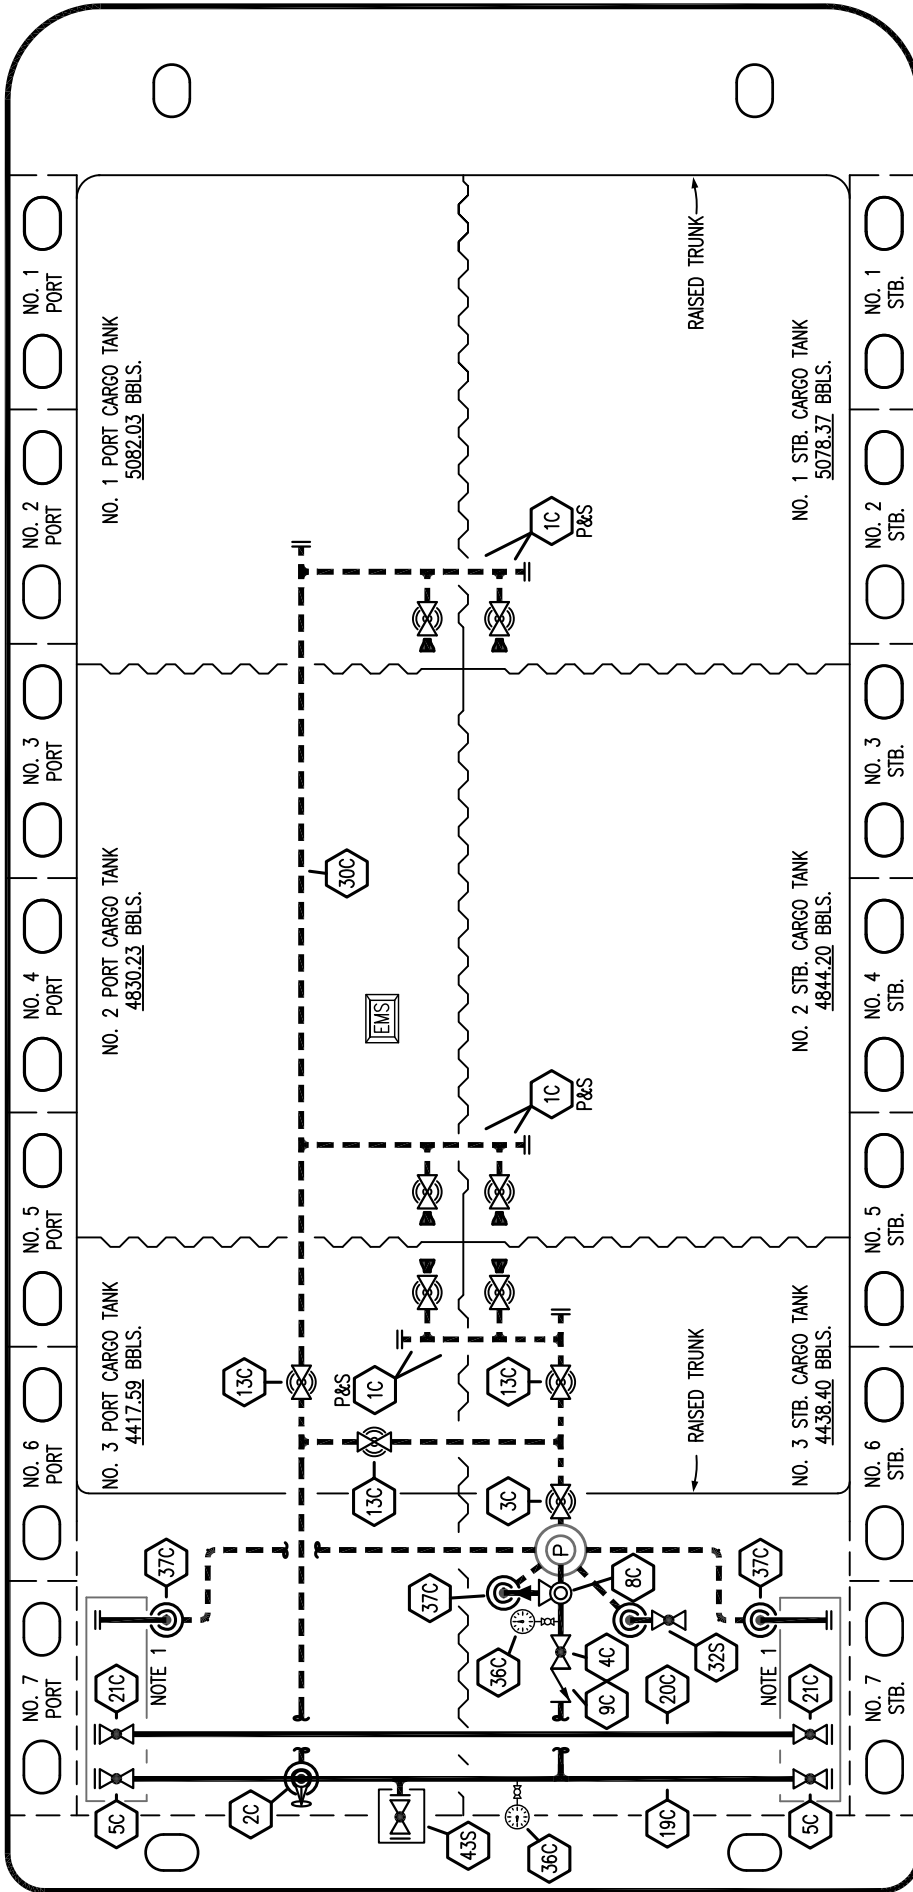 NO. 1
PORT
NO. 2
PORT
NO. 3
PORT
NO. 4
PORT
NO. 5
PORT
NO. 6
PORT
NO. 7
PORT
NO. 1 PORT CARGO TANK
5082.03 BBLS.
NO. 2 PORT CARGO TANK
4830.23 BBLS.
NO. 3 PORT CARGO TANK
4417.59 BBLS.
RAISED TRUNK
1C
P&S
30C
EMS
1C
P&S
13C
P&S
1C
13C
13C
3C
RAISED TRUNK
P
37C
37C
37C
8C
36C
4C
32S
9C
20C
NOTE 1
NOTE 1
21C
21C
5C
2C
43S
36C
19C
5C
NO. 1 STB. CARGO TANK
5078.37 BBLS.
NO. 2 STB. CARGO TANK
4844.20 BBLS.
NO. 3 STB. CARGO TANK
4438.40 BBLS.
NO. 1
STB.
NO. 2
STB.
NO. 3
STB.
NO. 4
STB.
NO. 5
STB.
NO. 6
STB.
NO. 7
STB.